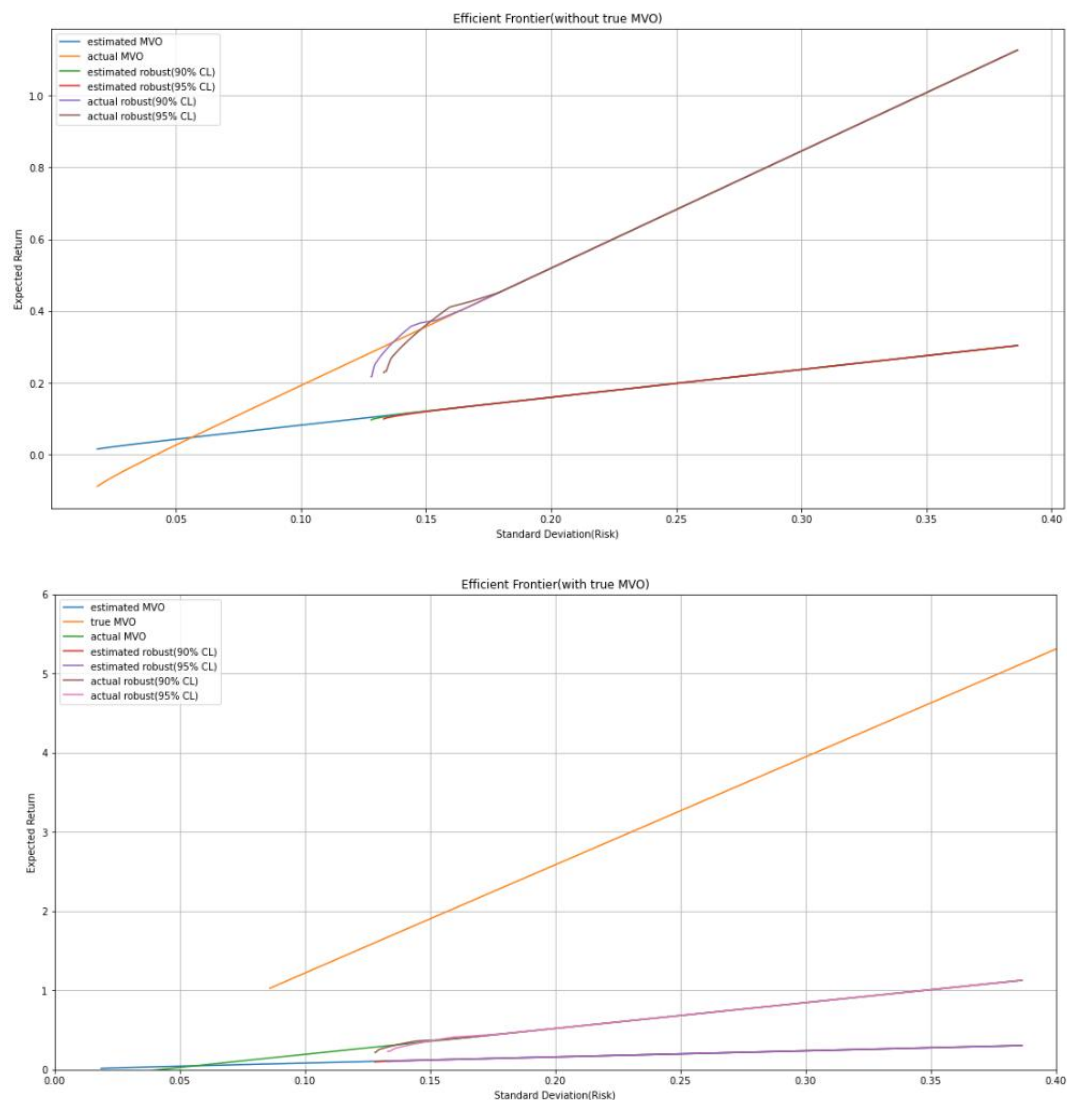 Efficient Frontier(without true MVO)
estimated MVO
actual MVO
estimated robust(90% CL)
estimated robust(95% CL)
actual robust(90% CL)
actual robust(95% CL)
1.0
0.8
0.6
0.4
0.2
0.0
Expected Return
0.05 0.10 0.15 0.20 0.25 0.30 0.35 0.40
Standard Deviation(Risk)
Efficient Frontier(with true MVO)
estimated MVO
true MVO
actual MVO
estimated robust(90% CL)
estimated robust(95% CL)
actual robust(90% CL)
actual robust(95% CL)
6
5
4
3
2
1
0
Expected Return
0.00 0.05 0.10 0.15 0.20 0.25 0.30 0.35 0.40
Standard Deviation(Risk)